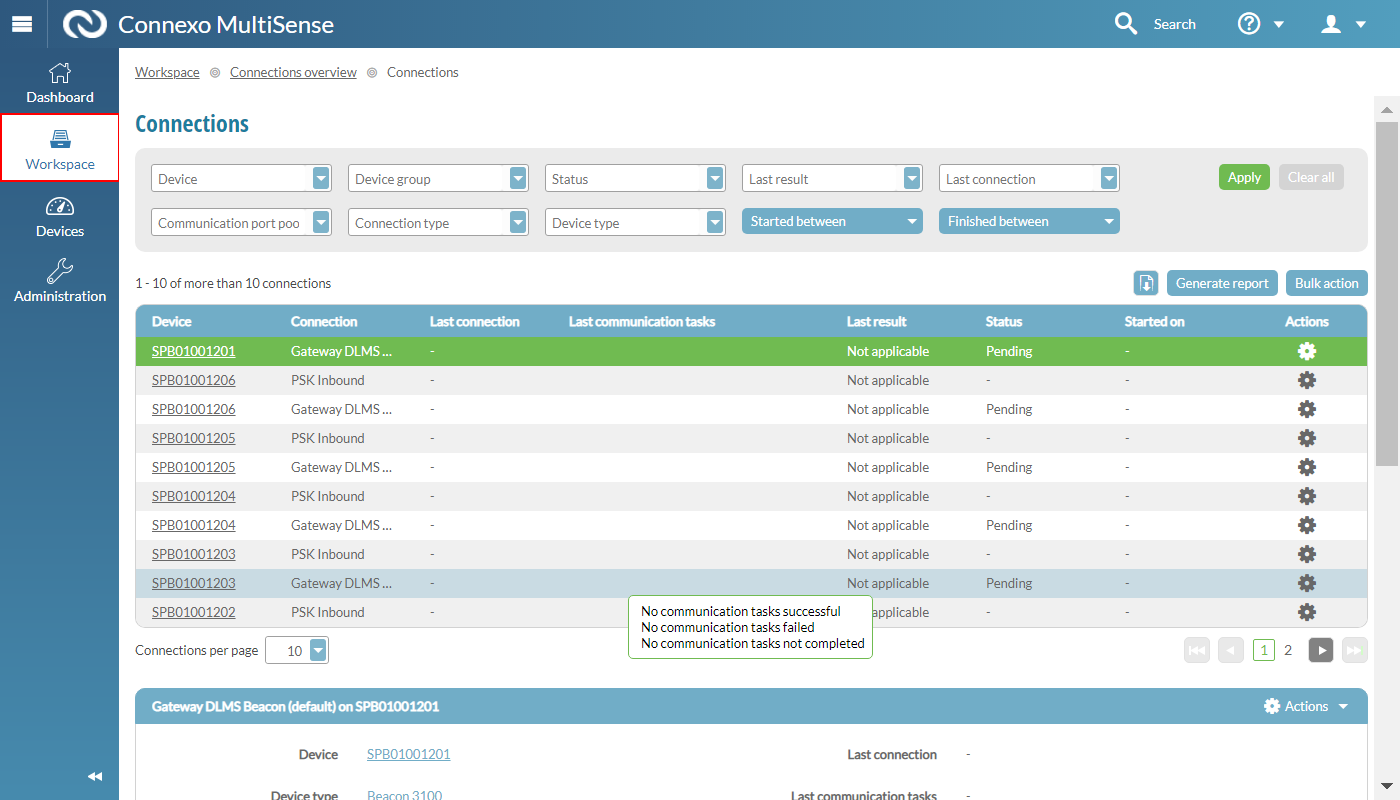 Connexo MultiSense
Search
Dashboard
Workspace
Devices
Administration
Workspace Connections overview Connections
Connections
Device Device group Status Last result Last connection Apply Clear all
Communication port poo Connection type Device type Started between Finished between
1 - 10 of more than 10 connections Generate report Bulk action
Device Connection Last connection Last communication tasks Last result Status Started on Actions
SPB01001201 Gateway DLMS ... - Not applicable Pending -
SPB01001206 PSK Inbound - Not applicable - -
SPB01001206 Gateway DLMS ... - Not applicable Pending -
SPB01001205 PSK Inbound - Not applicable - -
SPB01001205 Gateway DLMS ... - Not applicable Pending -
SPB01001204 PSK Inbound - Not applicable - -
SPB01001204 Gateway DLMS ... - Not applicable Pending -
SPB01001203 PSK Inbound - Not applicable - -
SPB01001203 Gateway DLMS ... - Not applicable Pending -
SPB01001202 PSK Inbound - applicable - -
No communication tasks successful
No communication tasks failed
No communication tasks not completed
Connections per page 10 1 2
Gateway DLMS Beacon (default) on SPB01001201 Actions
Device SPB01001201 Last connection -
Device type Beacon 3100 Last communication tasks -